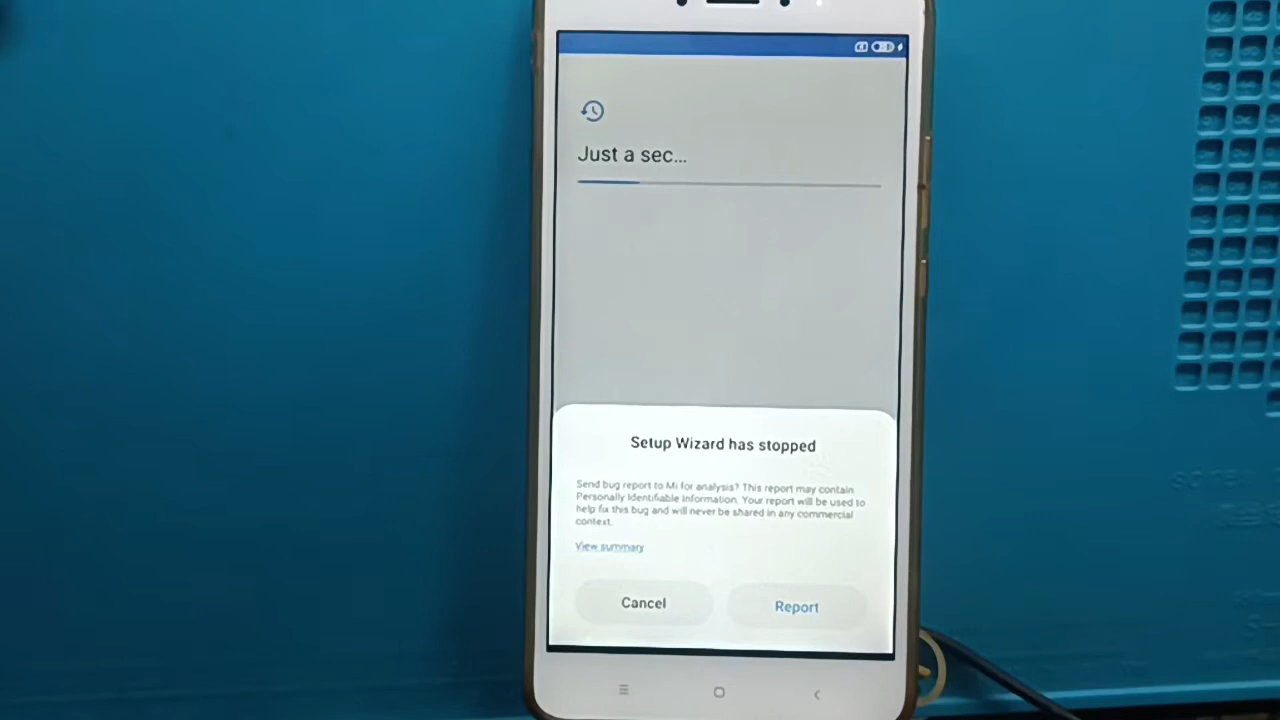 Just a sec...
Setup Wizard has stopped
Send bug report to Mi for analysis? This report may contain
Personally Identifiable Information. Your report will be used to
help fix this bug and will never be shared in any commercial
context.
View summary
Cancel
Report